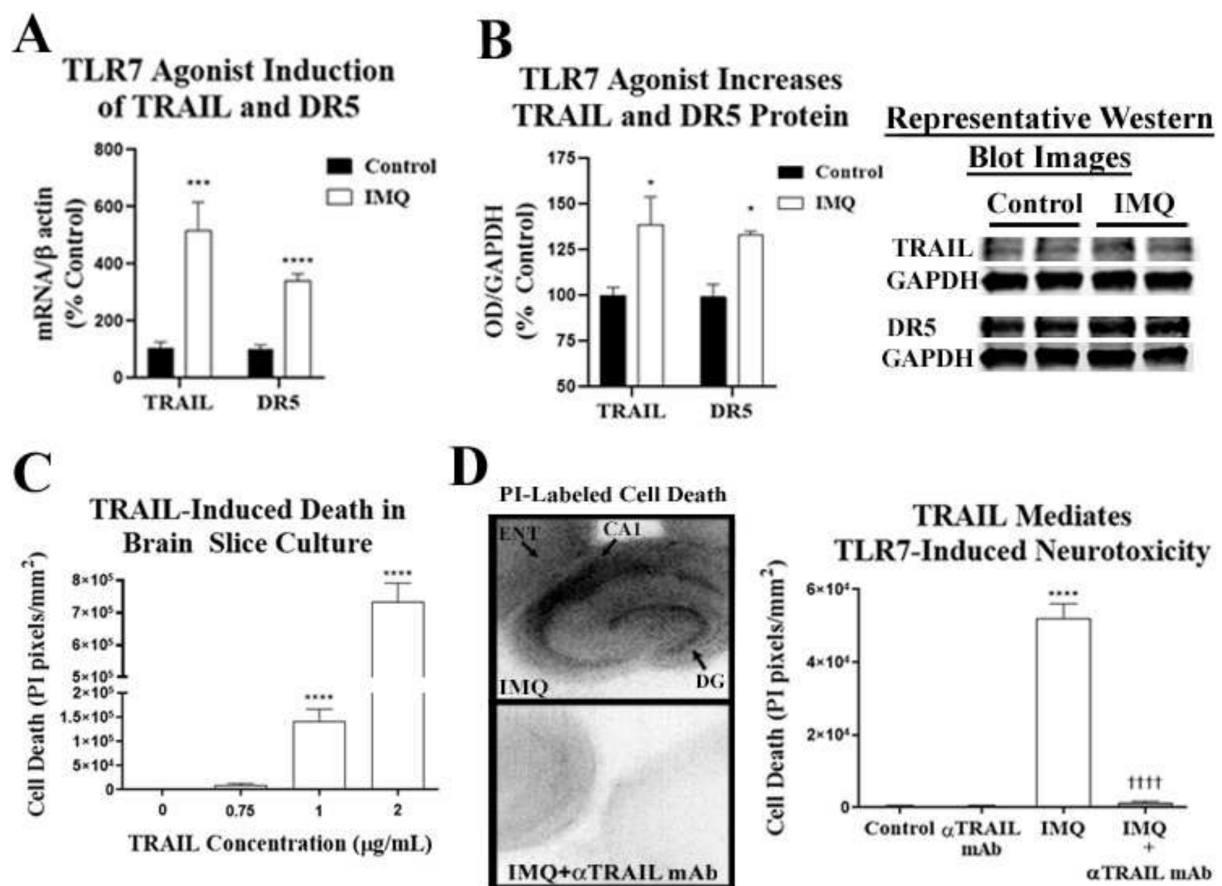 A
TLR7 Agonist Induction
of TRAIL and DR5
mRNA/β actin
(% Control)
800
600
400
200
0
***
****
Control
IMQ
TRAIL DR5
B
TLR7 Agonist Increases
TRAIL and DR5 Protein
OD/GAPDH
(% Control)
175
150
125
100
75
50
*
*
Control
IMQ
TRAIL DR5
Representative Western
Blot Images
Control IMQ
TRAIL
GAPDH
DR5
GAPDH
C
TRAIL-Induced Death in
Brain Slice Culture
Cell Death (PI pixels/mm²)
8×10⁵
7×10⁵
6×10⁵
5×10⁵
2×10⁵
1.5×10⁵
1×10⁵
5×10⁴
0
****
****
0 0.75 1 2
TRAIL Concentration (μg/mL)
D
PI-Labeled Cell Death
ENT CA1
DG
IMQ
IMQ+αTRAIL mAb
TRAIL Mediates
TLR7-Induced Neurotoxicity
Cell Death (PI pixels/mm²)
6×10⁴
4×10⁴
2×10⁴
0
****
††††
Control αTRAIL IMQ IMQ
mAb +
αTRAIL mAb